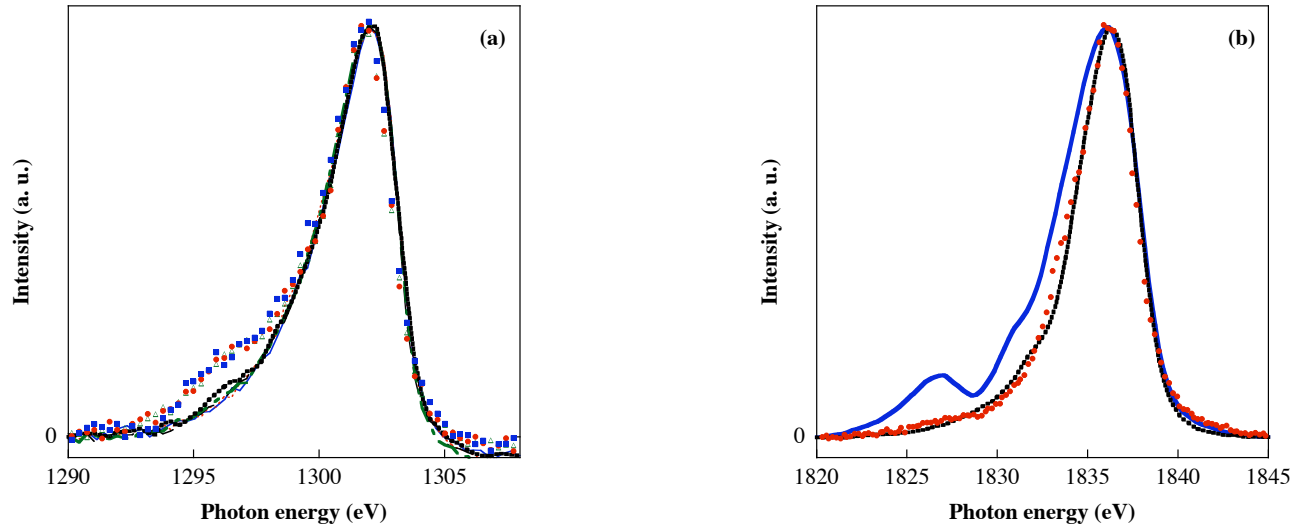 (a)
Intensity (a. u.)
0
1290 1295 1300 1305
Photon energy (eV)
(b)
Intensity (a. u.)
0
1820 1825 1830 1835 1840 1845
Photon energy (eV)